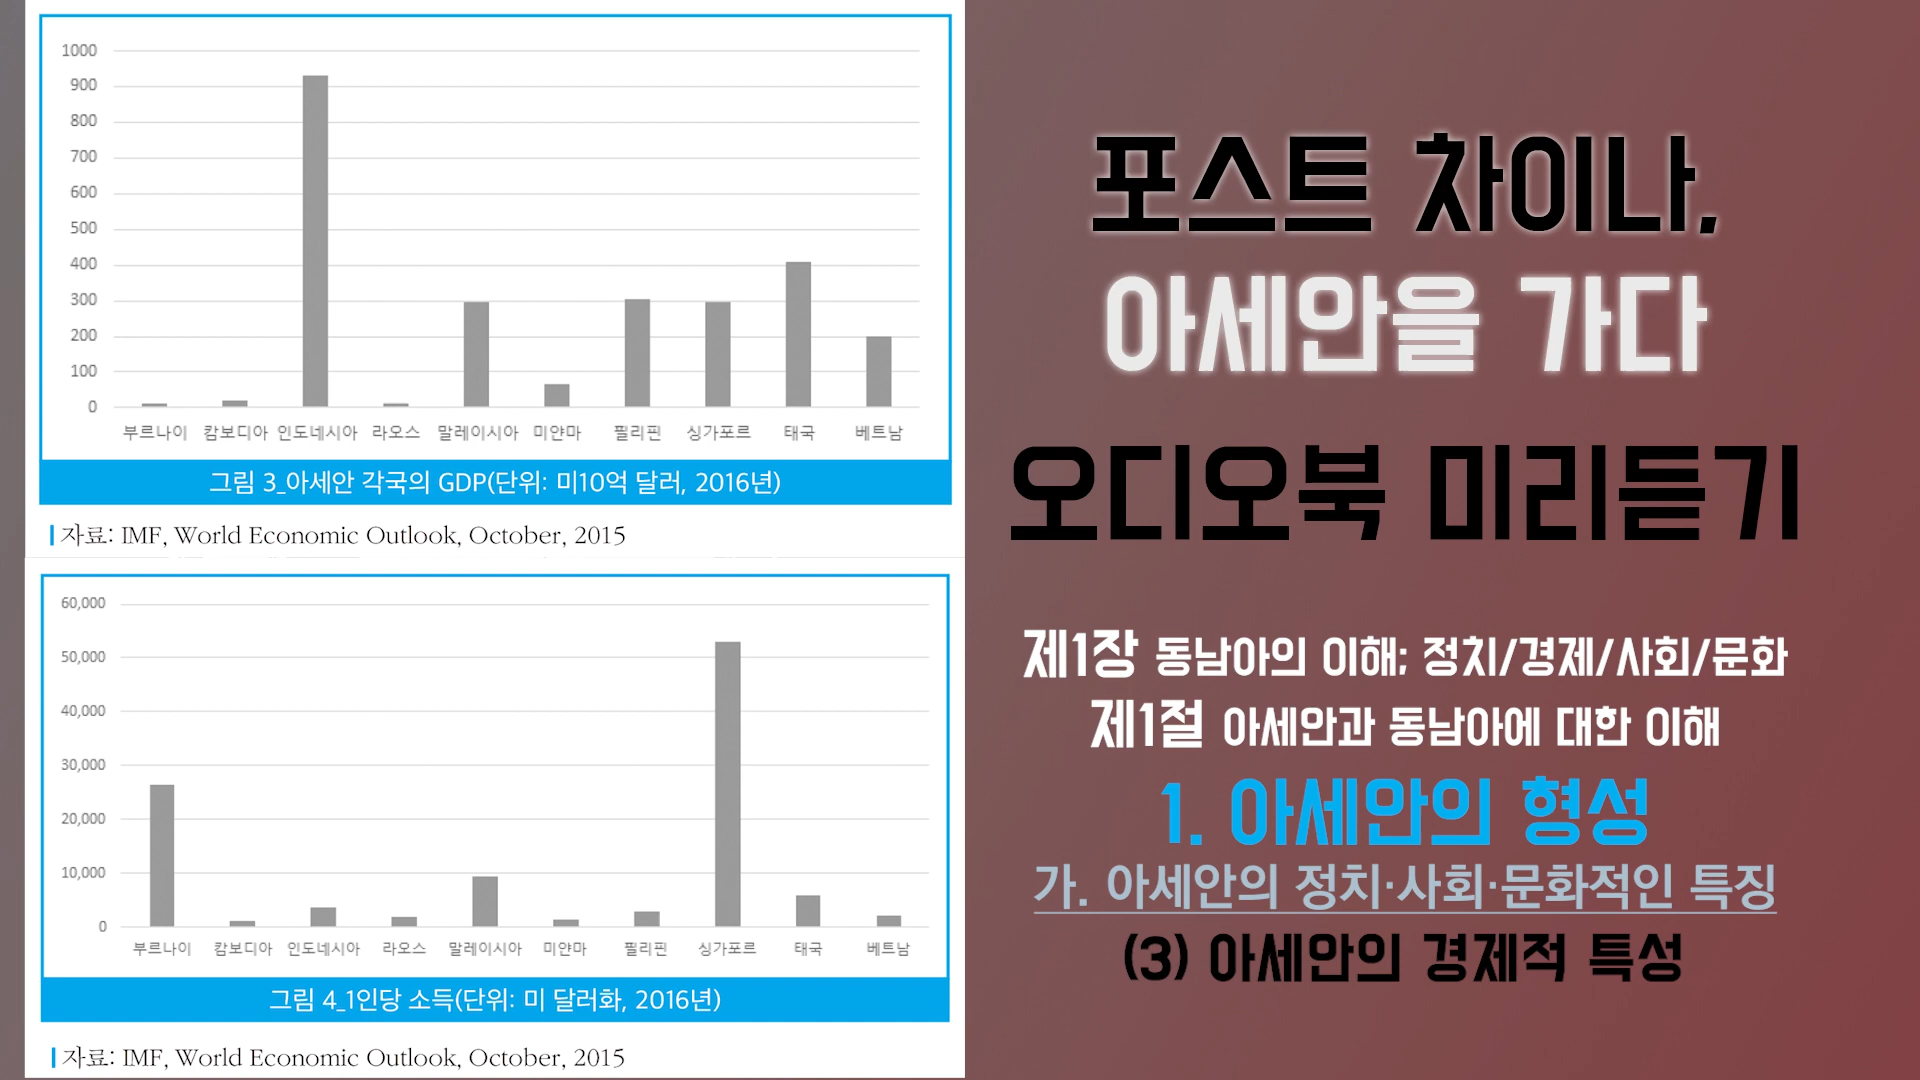 1000
900
800
700
600
500
400
300
200
100
0
부르나이 캄보디아 인도네시아 라오스 말레이시아 미얀마 필리핀 싱가포르 태국 베트남
그림 3_아세안 각국의 GDP(단위: 미10억 달러, 2016년)
자료: IMF, World Economic Outlook, October, 2015
60,000
50,000
40,000
30,000
20,000
10,000
0
부르나이 캄보디아 인도네시아 라오스 말레이시아 미얀마 필리핀 싱가포르 태국 베트남
그림 4_1인당 소득(단위: 미 달러화, 2016년)
자료: IMF, World Economic Outlook, October, 2015
포스트 차이나,
아세안을 가다
오디오북 미리듣기
제1장 동남아의 이해; 정치/경제/사회/문화
제1절 아세안과 동남아에 대한 이해
1. 아세안의 형성
가. 아세안의 정치·사회·문화적인 특징
(3) 아세안의 경제적 특성